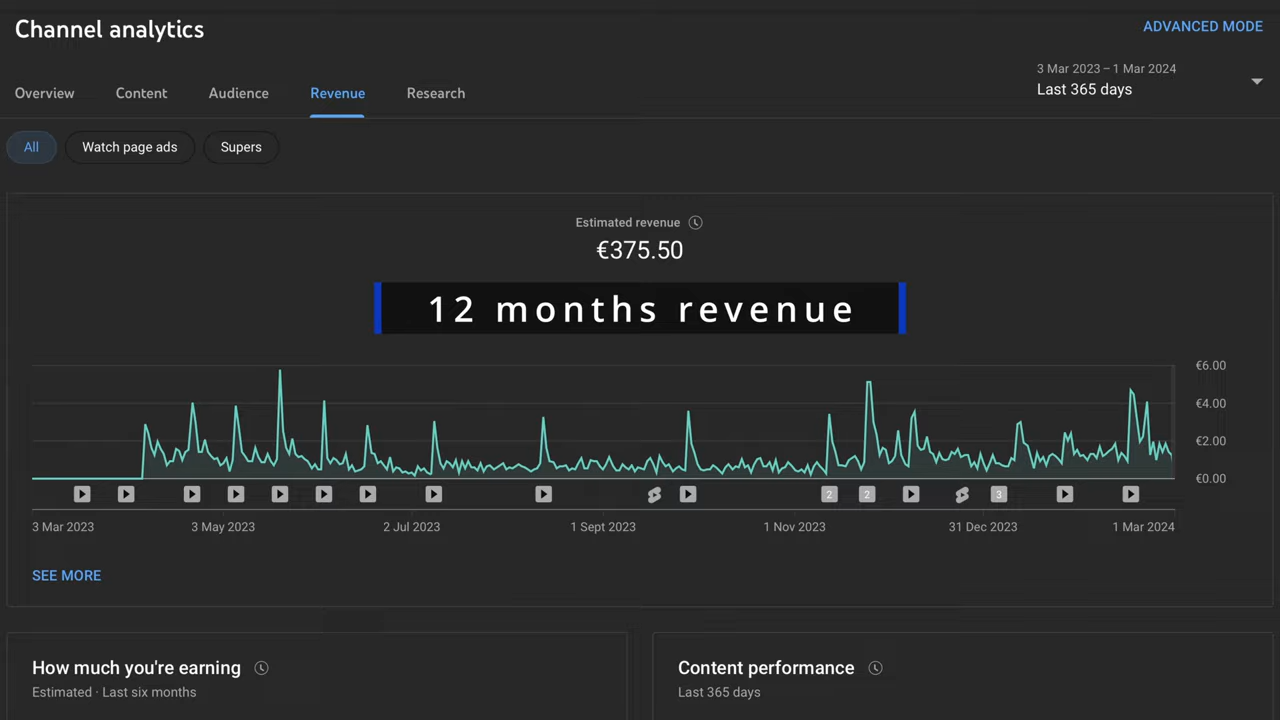 Channel analytics
ADVANCED MODE
3 Mar 2023 – 1 Mar 2024
Last 365 days
Overview Content Audience Revenue Research
All Watch page ads Supers
Estimated revenue
€375.50
12 months revenue
€6.00
€4.00
€2.00
€0.00
2 2 3
3 Mar 2023 3 May 2023 2 Jul 2023 1 Sept 2023 1 Nov 2023 31 Dec 2023 1 Mar 2024
SEE MORE
How much you're earning
Estimated · Last six months
Content performance
Last 365 days